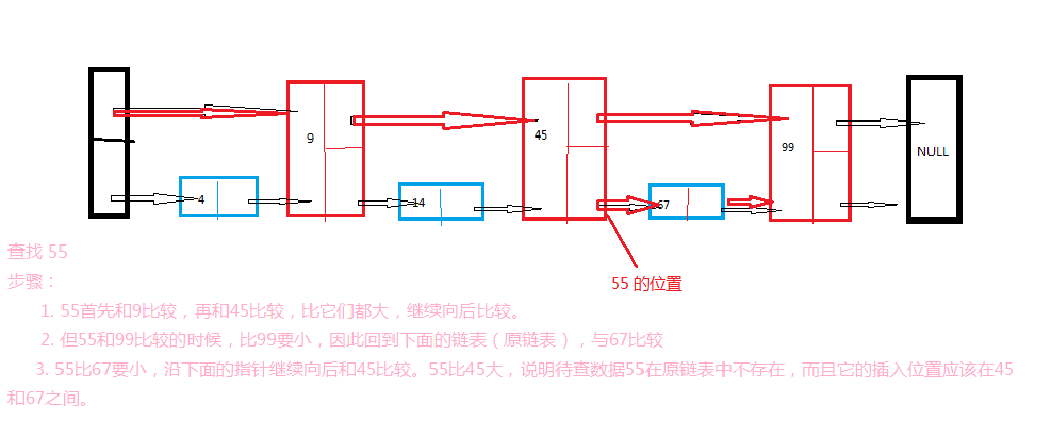 9
45
99
NULL
4
14
67
55 的位置
查找 55
步骤：
1. 55首先和9比较，再和45比较，比它们都大，继续向后比较。
2. 但55和99比较的时候，比99要小，因此回到下面的链表（原链表），与67比较
3. 55比67要小，沿下面的指针继续向后和45比较。55比45大，说明待查数据55在原链表中不存在，而且它的插入位置应该在45
和67之间。